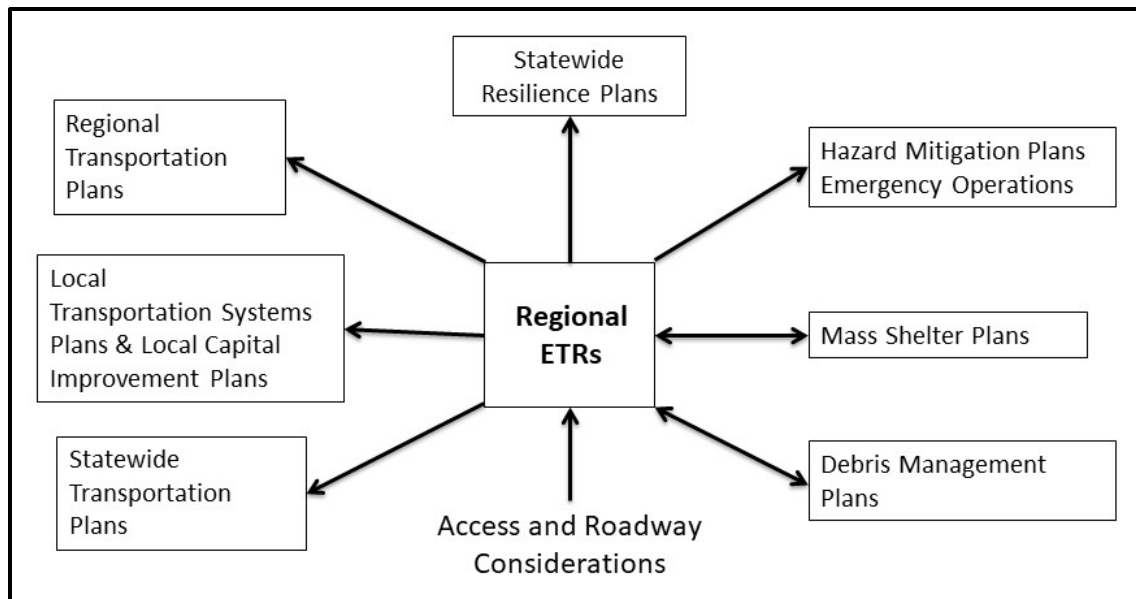 Statewide
Resilience Plans
Regional
Transportation
Plans
Hazard Mitigation Plans
Emergency Operations
Local
Transportation Systems
Plans & Local Capital
Improvement Plans
Regional
ETRs
Mass Shelter Plans
Statewide
Transportation
Plans
Debris Management
Plans
Access and Roadway
Considerations